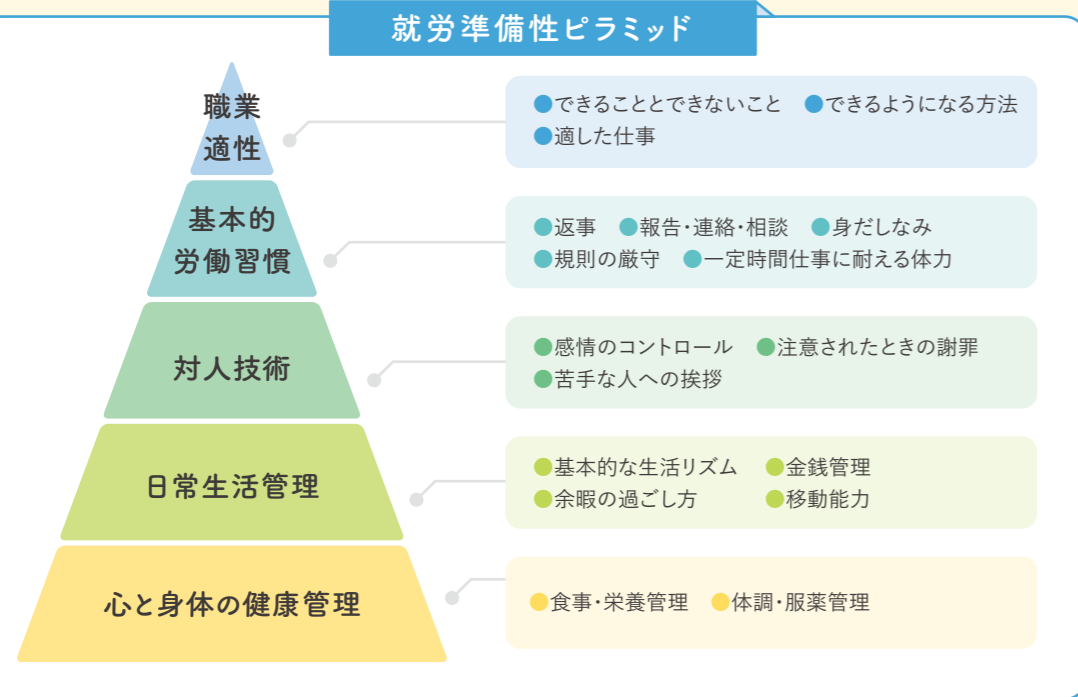 就労準備性ピラミッド
職業
適性
●できることとできないこと ●できるようになる方法
●適した仕事
基本的
労働習慣
●返事 ●報告・連絡・相談 ●身だしなみ
●規則の厳守 ●一定時間仕事に耐える体力
対人技術
●感情のコントロール ●注意されたときの謝罪
●苦手な人への挨拶
日常生活管理
●基本的な生活リズム ●金銭管理
●余暇の過ごし方 ●移動能力
心と身体の健康管理
●食事・栄養管理 ●体調・服薬管理